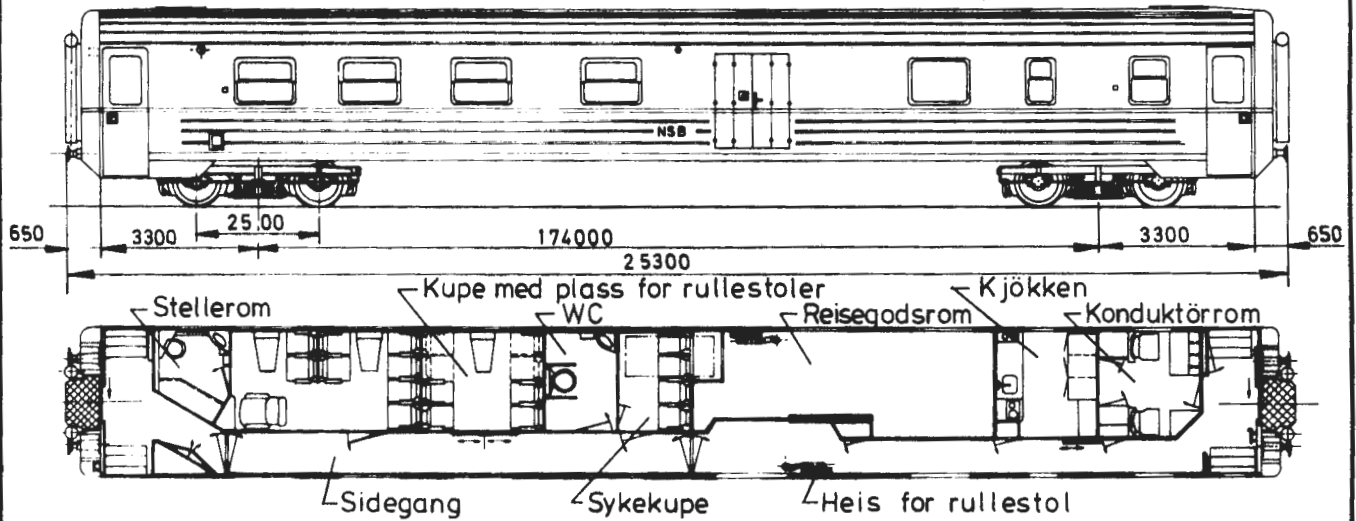 NSB
650
3300
25.00
174000
3300
650
25300
Stellerom
Kupe med plass for rullestoler
WC
Reisegodsrom
Kjökken
Konduktörrom
Sidegang
Sykekupe
Heis for rullestol